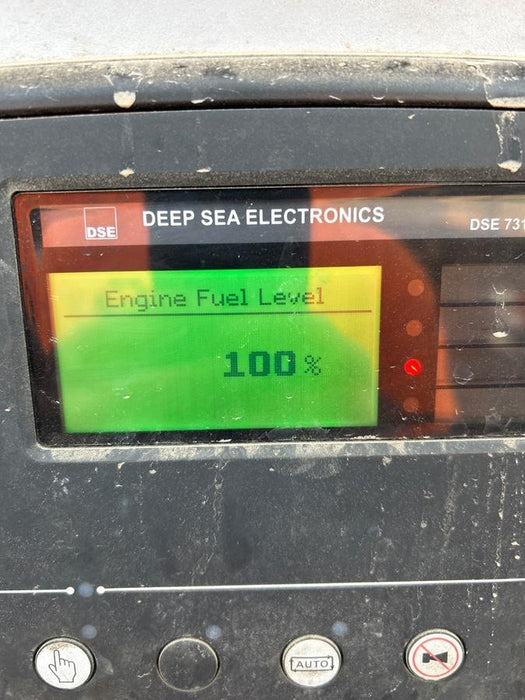 DSE
DEEP SEA ELECTRONICS
DSE 731
Engine Fuel Level
100%
AUTO